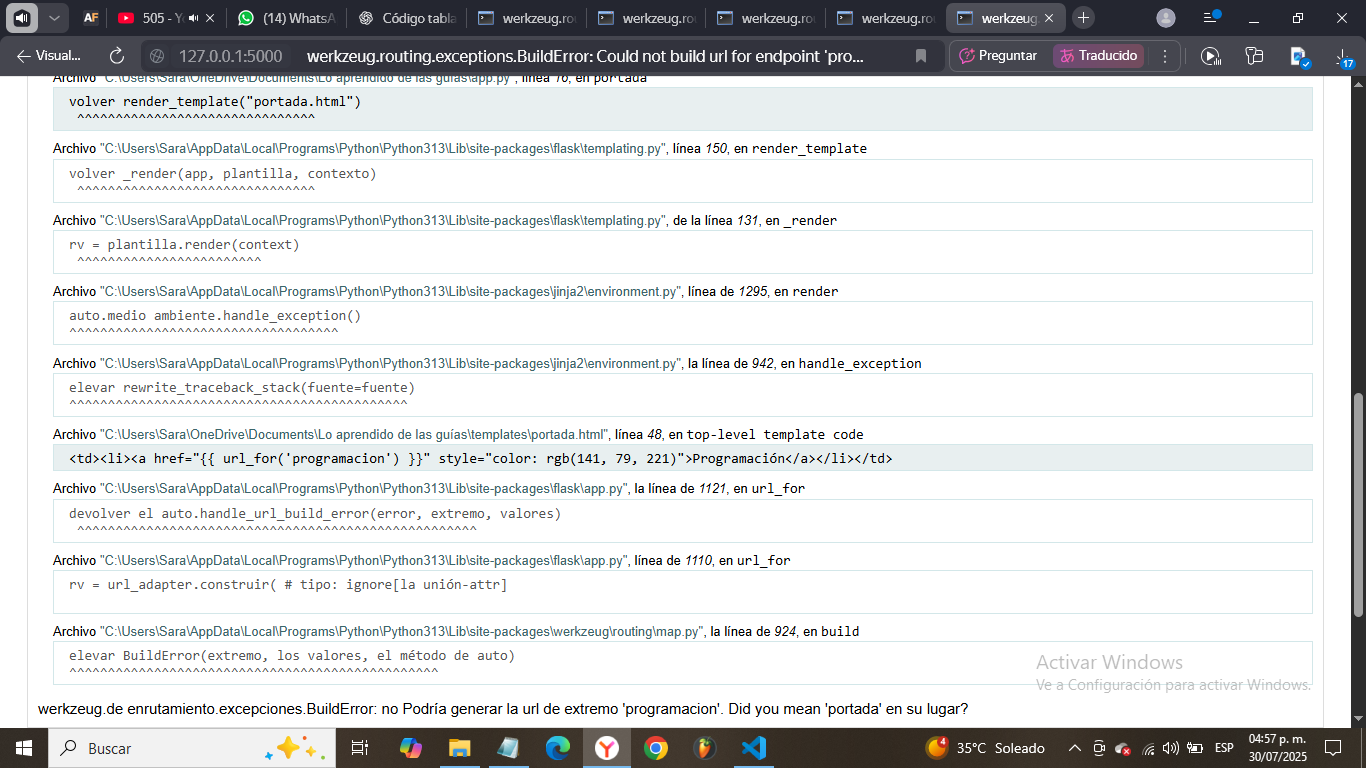 505 - Yo
(14) WhatsA
Código tabla
werkzeug.rou
werkzeug.ro
werkzeug.ro
werkzeug.ro
werkzeug
← Visual...
127.0.0.1:5000
werkzeug.routing.exceptions.BuildError: Could not build url for endpoint 'pro...
Preguntar
Traducido
17
Archivo "C:\Users\Sara\OneDrive\Documents\Lo aprendido de las guías\app.py", línea 16, en portada
volver render_template("portada.html")
^^^^^^^^^^^^^^^^^^^^^^^^^^^^^^^
Archivo "C:\Users\Sara\AppData\Local\Programs\Python\Python313\Lib\site-packages\flask\templating.py", línea 150, en render_template
volver _render(app, plantilla, contexto)
^^^^^^^^^^^^^^^^^^^^^^^^^^^^^^^
Archivo "C:\Users\Sara\AppData\Local\Programs\Python\Python313\Lib\site-packages\flask\templating.py", de la línea 131, en _render
rv = plantilla.render(context)
^^^^^^^^^^^^^^^^^^^^^^^^
Archivo "C:\Users\Sara\AppData\Local\Programs\Python\Python313\Lib\site-packages\jinja2\environment.py", línea de 1295, en render
auto.medio ambiente.handle_exception()
^^^^^^^^^^^^^^^^^^^^^^^^^^^^^^^^^^^
Archivo "C:\Users\Sara\AppData\Local\Programs\Python\Python313\Lib\site-packages\jinja2\environment.py", la línea de 942, en handle_exception
elevar rewrite_traceback_stack(fuente=fuente)
^^^^^^^^^^^^^^^^^^^^^^^^^^^^^^^^^^^^^^^^^^^^
Archivo "C:\Users\Sara\OneDrive\Documents\Lo aprendido de las guías\templates\portada.html", línea 48, en top-level template code
<td><li><a href="{{ url_for('programacion') }}" style="color: rgb(141, 79, 221)">Programación</a></li></td>
Archivo "C:\Users\Sara\AppData\Local\Programs\Python\Python313\Lib\site-packages\flask\app.py", la línea de 1121, en url_for
devolver el auto.handle_url_build_error(error, extremo, valores)
^^^^^^^^^^^^^^^^^^^^^^^^^^^^^^^^^^^^^^^^^^^^^^^^^^^^
Archivo "C:\Users\Sara\AppData\Local\Programs\Python\Python313\Lib\site-packages\flask\app.py", línea de 1110, en url_for
rv = url_adapter.construir( # tipo: ignore[la unión-attr]
Archivo "C:\Users\Sara\AppData\Local\Programs\Python\Python313\Lib\site-packages\werkzeug\routing\map.py", la línea de 924, en build
elevar BuildError(extremo, los valores, el método de auto)
^^^^^^^^^^^^^^^^^^^^^^^^^^^^^^^^^^^^^^^^^^^^^^^^
Activar Windows
Ve a Configuración para activar Windows.
werkzeug.de enrutamiento.excepciones.BuildError: no Podría generar la url de extremo 'programacion'. Did you mean 'portada' en su lugar?
Buscar
4
35°C Soleado
ESP
04:57 p. m.
30/07/2025